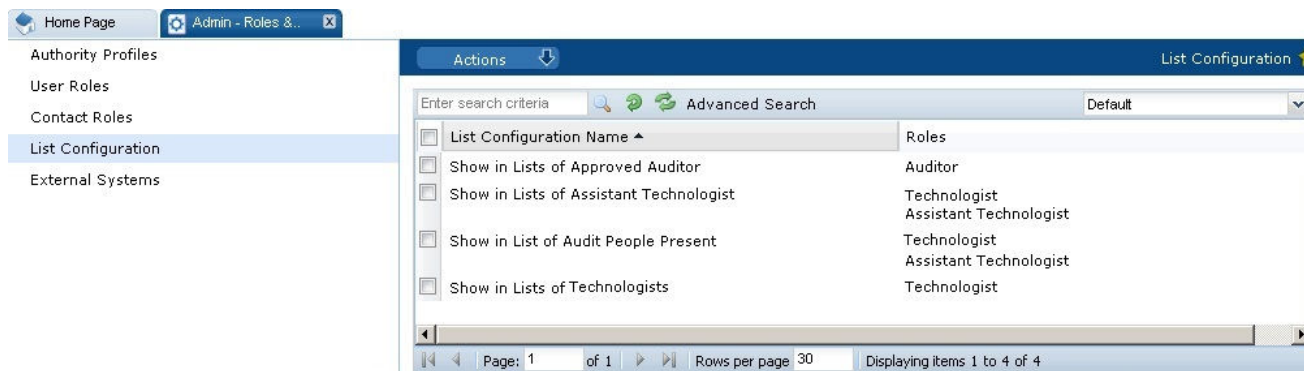 Home Page
Admin - Roles &..
Authority Profiles
User Roles
Contact Roles
List Configuration
External Systems
Actions
List Configuration
Enter search criteria
Advanced Search
Default
List Configuration Name
Roles
Show in Lists of Approved Auditor
Auditor
Show in Lists of Assistant Technologist
Technologist
Assistant Technologist
Show in List of Audit People Present
Technologist
Assistant Technologist
Show in Lists of Technologists
Technologist
Page: 1 of 1 Rows per page 30 Displaying items 1 to 4 of 4